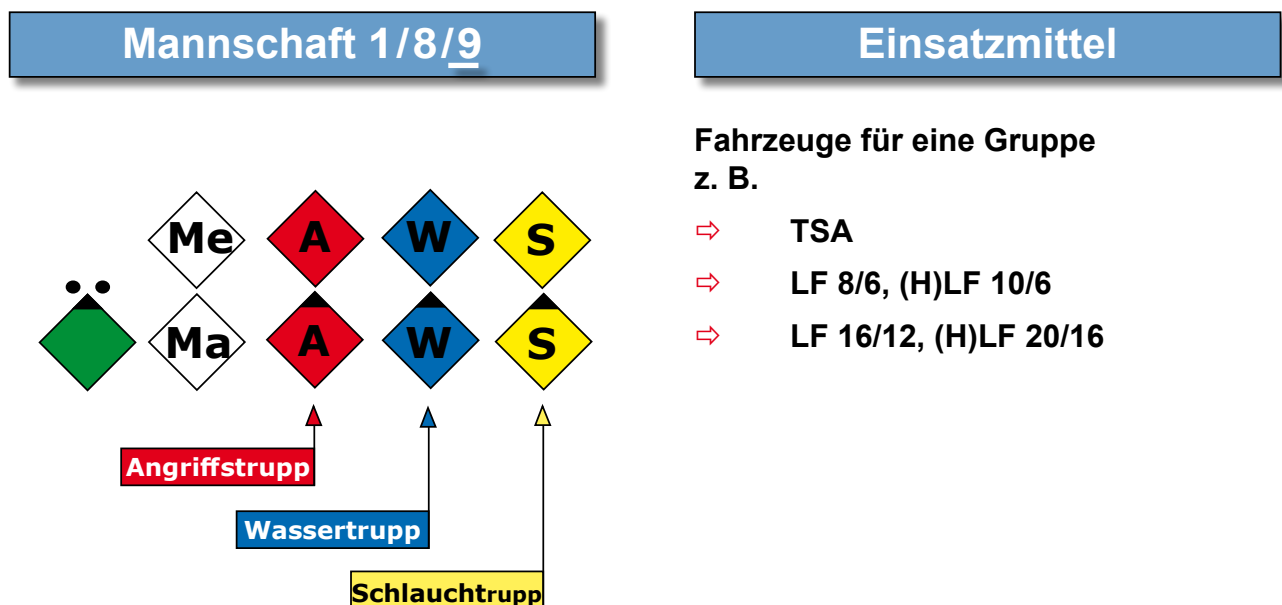 Mannschaft 1/8/9
Me A W S
Ma A W S
Angriffstrupp
Wassertrupp
Schlauchtrupp
Einsatzmittel
Fahrzeuge für eine Gruppe
z. B.
⇨ TSA
⇨ LF 8/6, (H)LF 10/6
⇨ LF 16/12, (H)LF 20/16